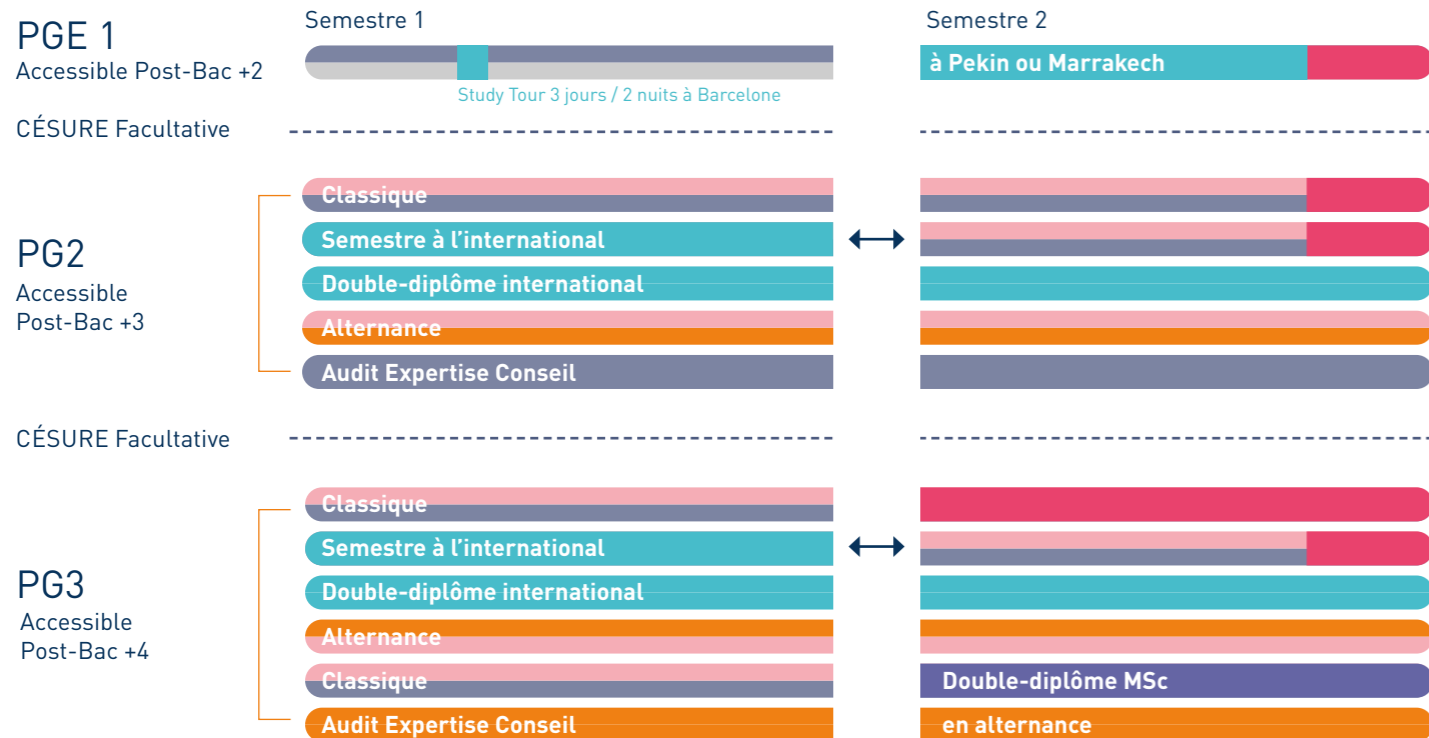 Semestre 1
Semestre 2
PGE 1
Accessible Post-Bac +2
à Pekin ou Marrakech
Study Tour 3 jours / 2 nuits à Barcelone
CÉSURE Facultative
PG2
Accessible
Post-Bac +3
Classique
Semestre à l'international
Double-diplôme international
Alternance
Audit Expertise Conseil
CÉSURE Facultative
PG3
Accessible
Post-Bac +4
Classique
Semestre à l'international
Double-diplôme international
Alternance
Classique
Double-diplôme MSc
Audit Expertise Conseil
en alternance